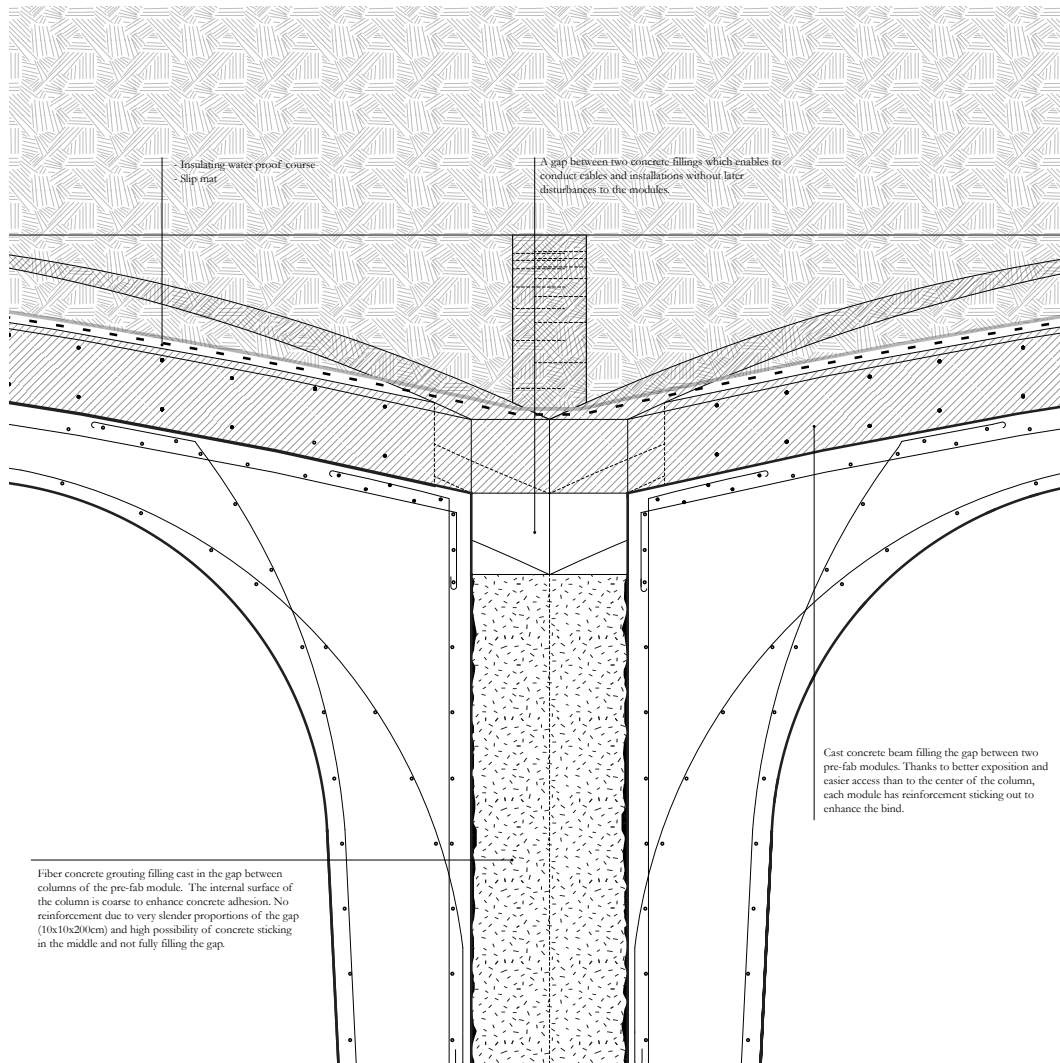 - Insulating water proof course
- Slip mat
A gap between two concrete fillings which enables to
conduct cables and installations without later
disturbances to the modules.
Cast concrete beam filling the gap between two
pre-fab modules. Thanks to better exposition and
easier access than to the center of the column,
each module has reinforcement sticking out to
enhance the bind.
Fiber concrete grouting filling cast in the gap between
columns of the pre-fab module. The internal surface of
the column is coarse to enhance concrete adhesion. No
reinforcement due to very slender proportions of the gap
(10x10x200cm) and high possibility of concrete sticking
in the middle and not fully filling the gap.